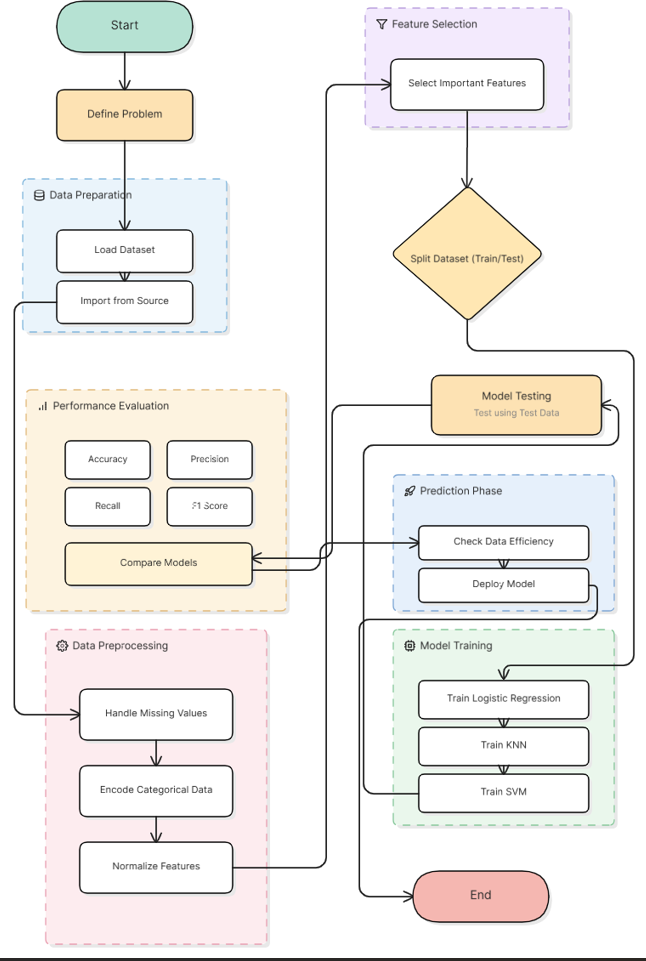 Start
Define Problem
Data Preparation
Load Dataset
Import from Source
Performance Evaluation
Accuracy
Precision
Recall
F1 Score
Compare Models
Data Preprocessing
Handle Missing Values
Encode Categorical Data
Normalize Features
Feature Selection
Select Important Features
Split Dataset (Train/Test)
Model Testing
Test using Test Data
Prediction Phase
Check Data Efficiency
Deploy Model
Model Training
Train Logistic Regression
Train KNN
Train SVM
End